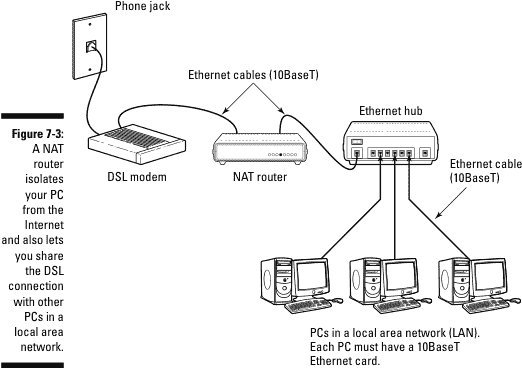 Phone jack
Ethernet cables (10BaseT)
Ethernet hub
Figure 7-3:
A NAT
router
isolates
your PC
from the
Internet
and also lets
you share
the DSL
connection
with other
PCs in a
local area
network.
DSL modem
NAT router
Ethernet cable
(10BaseT)
PCs in a local area network (LAN).
Each PC must have a 10BaseT
Ethernet card.